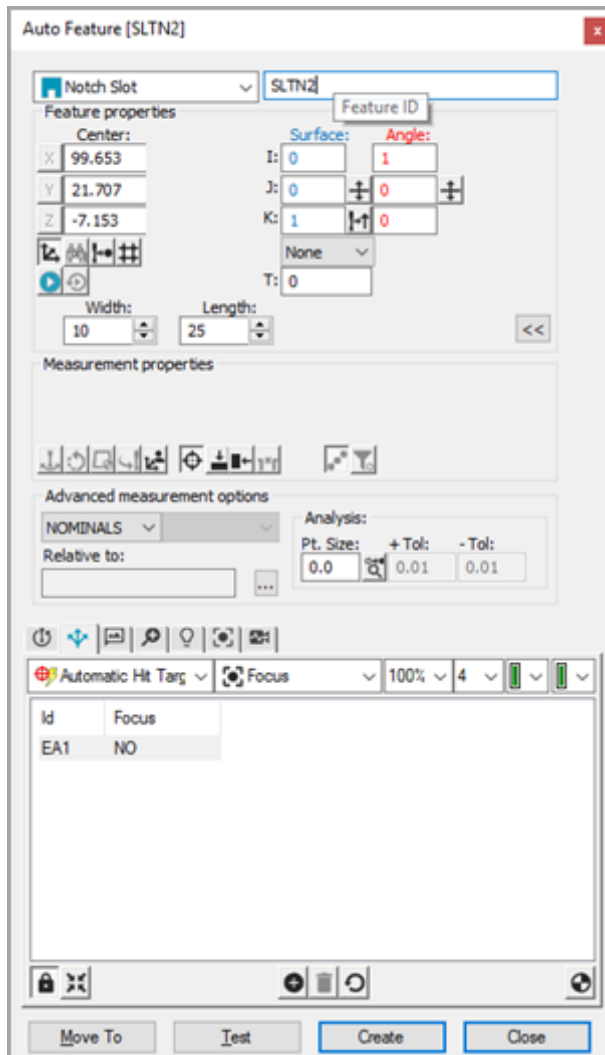 Auto Feature [SLTN2]
x
Notch Slot
SLTN2
Feature ID
Feature properties
Center:
Surface:
Angle:
X 99.653
I: 0 1
Y 21.707
J: 0 0
Z -7.153
K: 1 0
None
T: 0
Width:
Length:
10
25
<<
Measurement properties
Advanced measurement options
NOMINALS
Analysis:
Pt. Size: + Tol: - Tol:
Relative to:
0.0 0.01 0.01
...
Automatic Hit Targ
Focus
100%
4
Id Focus
EA1 NO
Move To
Test
Create
Close